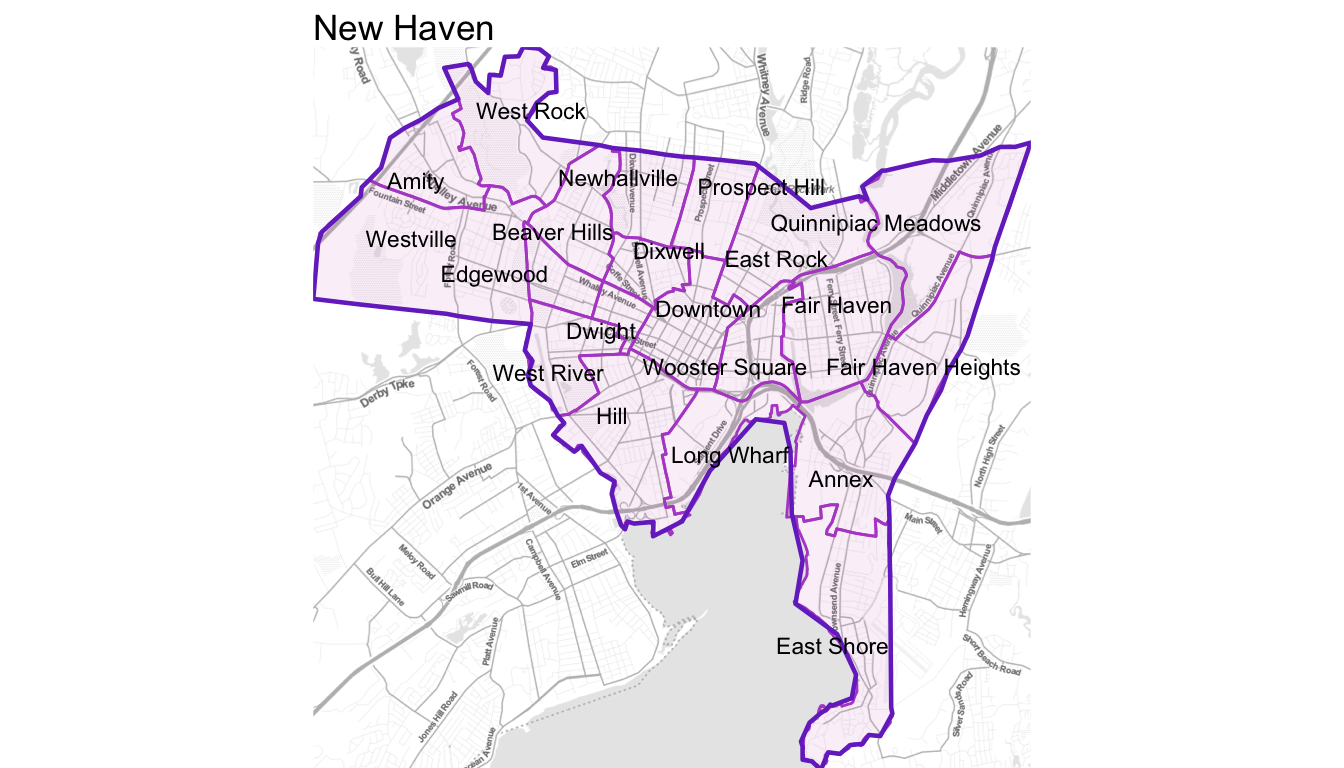 New Haven
Whitney Avenue
Ridge Road
West Rock
Middletown Avenue
Amity
Newhallville
Prospect Hill
Fountain Street
Quinnipiac Avenue
Westville
Beaver Hills
Quinnipiac Meadows
Dixwell
East Rock
Edgewood
Whalley Avenue
Quinnipiac Avenue
Downtown
Fair Haven
Ferry Street
Dwight
Street
West River
Wooster Square
Fair Haven Heights
Forest Road
Derby Tpke
Hill
Long Wharf
Annex
North High Street
Orange Avenue
1st Avenue
Main Street
Campbell Avenue
Elm Street
Meloy Road
Bull Hill Lane
Sawmill Road
Hemingway Avenue
Platt Avenue
East Shore
Short Beach Road
Silver Sands Road
Jones Hill Road